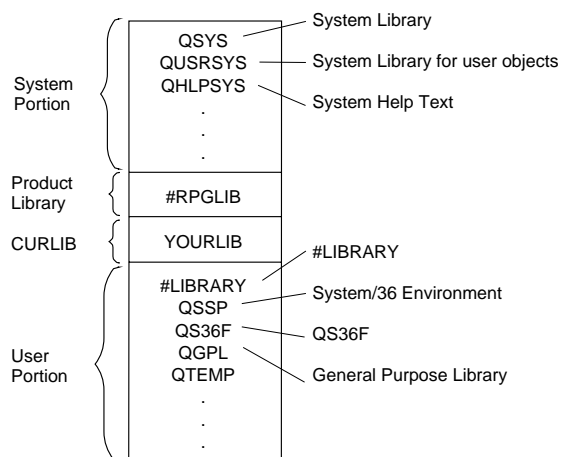 System Library
QSYS
QUSRSYS
System Library for user objects
QHLPSYS
System Help Text
System
Portion
.
.
.
Product
Library
#RPGLIB
CURLIB
YOURLIB
#LIBRARY
#LIBRARY
QSSP
System/36 Environment
QS36F
QS36F
QGPL
General Purpose Library
QTEMP
User
Portion
.
.
.